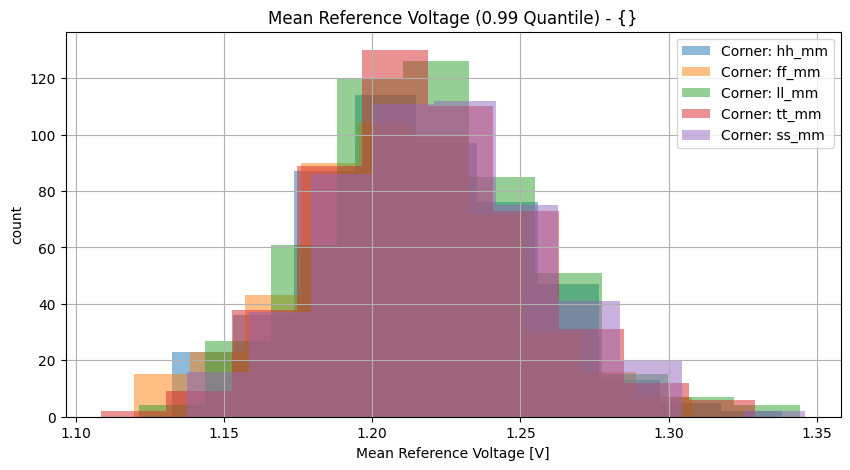 Mean Reference Voltage (0.99 Quantile) - {}
Corner: hh_mm
Corner: ff_mm
Corner: ll_mm
Corner: tt_mm
Corner: ss_mm
count
120
100
80
60
40
20
0
1.10 1.15 1.20 1.25 1.30 1.35
Mean Reference Voltage [V]